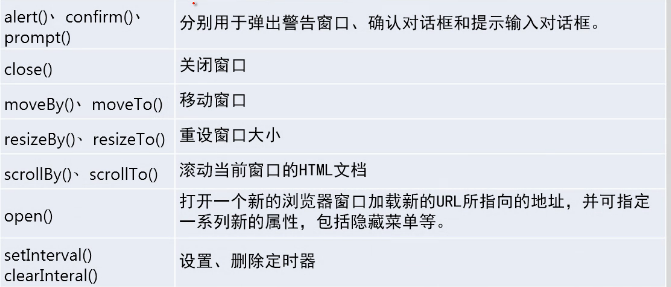 alert()、confirm()、
prompt()
分别用于弹出警告窗口、确认对话框和提示输入对话框。
close()
关闭窗口
moveBy()、moveTo()
移动窗口
resizeBy()、resizeTo()
重设窗口大小
scrollBy()、scrollTo()
滚动当前窗口的HTML文档
open()
打开一个新的浏览器窗口加载新的URL所指向的地址，并可指定
一系列新的属性，包括隐藏菜单等。
setInterval()
clearInteral()
设置、删除定时器